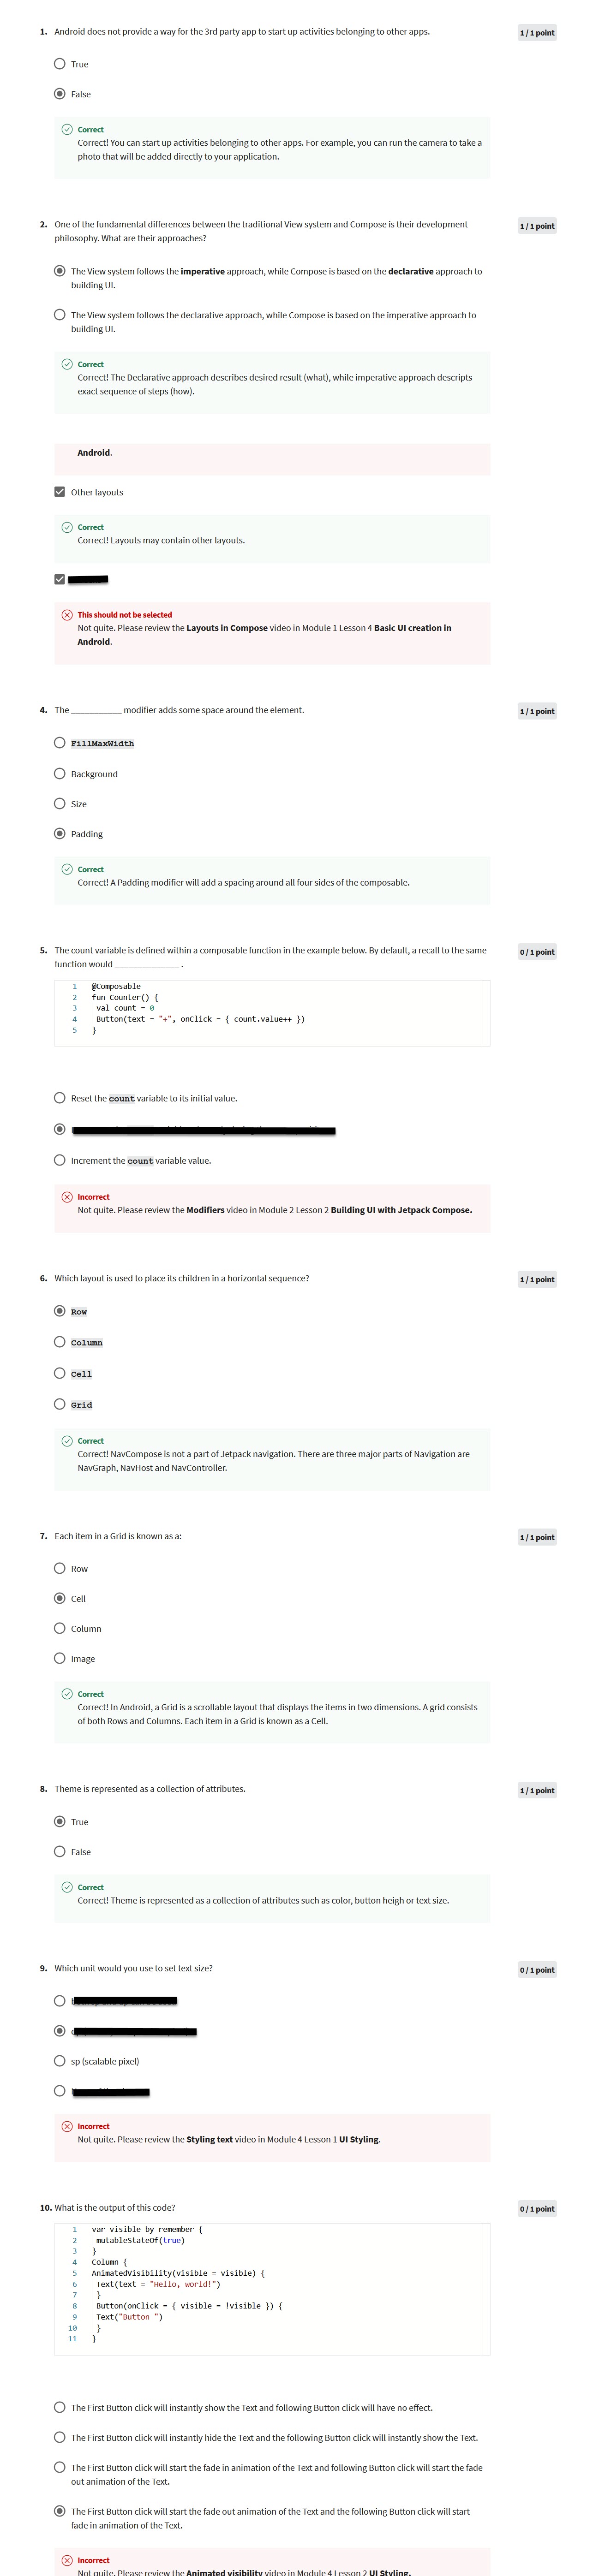 1. Android does not provide a way for the 3rd party app to start up activities belonging to other apps.
1 / 1 point
True
False
Correct
Correct! You can start up activities belonging to other apps. For example, you can run the camera to take a
photo that will be added directly to your application.
2. One of the fundamental differences between the traditional View system and Compose is their development
philosophy. What are their approaches?
1 / 1 point
The View system follows the imperative approach, while Compose is based on the declarative approach to
building UI.
The View system follows the declarative approach, while Compose is based on the imperative approach to
building UI.
Correct
Correct! The Declarative approach describes desired result (what), while imperative approach descripts
exact sequence of steps (how).
Android.
Other layouts
Correct
Correct! Layouts may contain other layouts.
This should not be selected
Not quite. Please review the Layouts in Compose video in Module 1 Lesson 4 Basic UI creation in
Android.
4. The ___________ modifier adds some space around the element.
1 / 1 point
FillMaxWidth
Background
Size
Padding
Correct
Correct! A Padding modifier will add a spacing around all four sides of the composable.
5. The count variable is defined within a composable function in the example below. By default, a recall to the same
function would ______________ .
0 / 1 point
1 @Composable
2 fun Counter() {
3 val count = 0
4 Button(text = "+", onClick = { count.value++ })
5 }
Reset the count variable to its initial value.
Increment the count variable value.
Incorrect
Not quite. Please review the Modifiers video in Module 2 Lesson 2 Building UI with Jetpack Compose.
6. Which layout is used to place its children in a horizontal sequence?
1 / 1 point
Row
Column
Cell
Grid
Correct
Correct! NavCompose is not a part of Jetpack navigation. There are three major parts of Navigation are
NavGraph, NavHost and NavController.
7. Each item in a Grid is known as a:
1 / 1 point
Row
Cell
Column
Image
Correct
Correct! In Android, a Grid is a scrollable layout that displays the items in two dimensions. A grid consists
of both Rows and Columns. Each item in a Grid is known as a Cell.
8. Theme is represented as a collection of attributes.
1 / 1 point
True
False
Correct
Correct! Theme is represented as a collection of attributes such as color, button heigh or text size.
9. Which unit would you use to set text size?
0 / 1 point
sp (scalable pixel)
Incorrect
Not quite. Please review the Styling text video in Module 4 Lesson 1 UI Styling.
10. What is the output of this code?
0 / 1 point
1 var visible by remember {
2 mutableStateOf(true)
3 }
4 Column {
5 AnimatedVisibility(visible = visible) {
6 Text(text = "Hello, world!")
7 }
8 Button(onClick = { visible = !visible }) {
9 Text("Button ")
10 }
11 }
The First Button click will instantly show the Text and following Button click will have no effect.
The First Button click will instantly hide the Text and the following Button click will instantly show the Text.
The First Button click will start the fade in animation of the Text and following Button click will start the fade
out animation of the Text.
The First Button click will start the fade out animation of the Text and the following Button click will start
fade in animation of the Text.
Incorrect
Not quite. Please review the Animated visibility video in Module 4 Lesson 2 UI Styling.